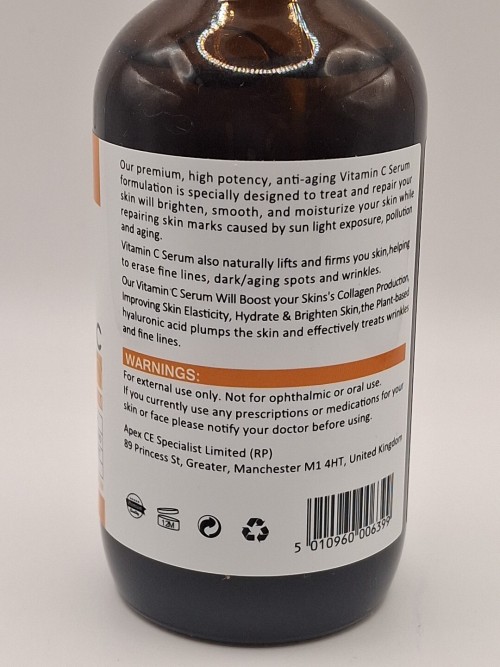 Our premium, high potency, anti-aging Vitamin C Serum
formulation is specially designed to treat and repair your
skin will brighten, smooth, and moisturize your skin while
repairing skin marks caused by sun light exposure, pollution
and aging.
Vitamin C Serum also naturally lifts and firms you skin,helping
to erase fine lines, dark/aging spots and wrinkles.
Our Vitamin C Serum Will Boost your Skins's Collagen Production,
Improving Skin Elasticity, Hydrate & Brighten Skin,the Plant-based
hyaluronic acid plumps the skin and effectively treats wrinkles
and fine lines.
WARNINGS:
For external use only. Not for ophthalmic or oral use.
If you currently use any prescriptions or medications for your
skin or face please notify your doctor before using.
Apex CE Specialist Limited (RP)
89 Princess St, Greater, Manchester M1 4HT, United Kingdom
12M
5 010960 006399